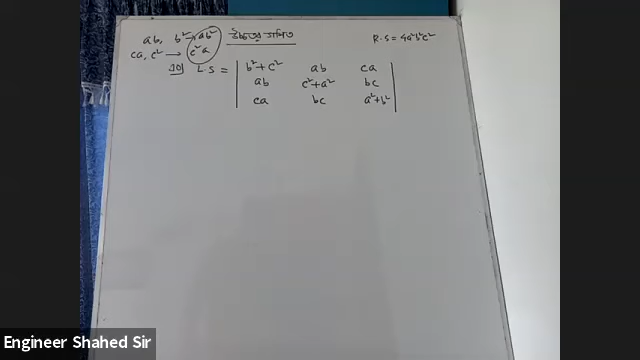 ab, b² → ab²
ca, c² → c²a
উচ্চতর গণিত
R.S = 4a²b²c²
L.S = | b²+c² ab ca |
| ab c²+a² bc |
| ca bc a²+b² |
Engineer Shahed Sir